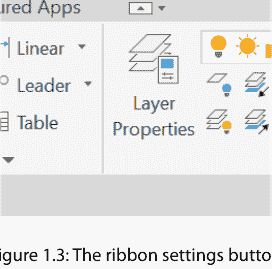 ured Apps
Linear
Leader
Table
Layer
Properties
igure 1.3: The ribbon settings butto